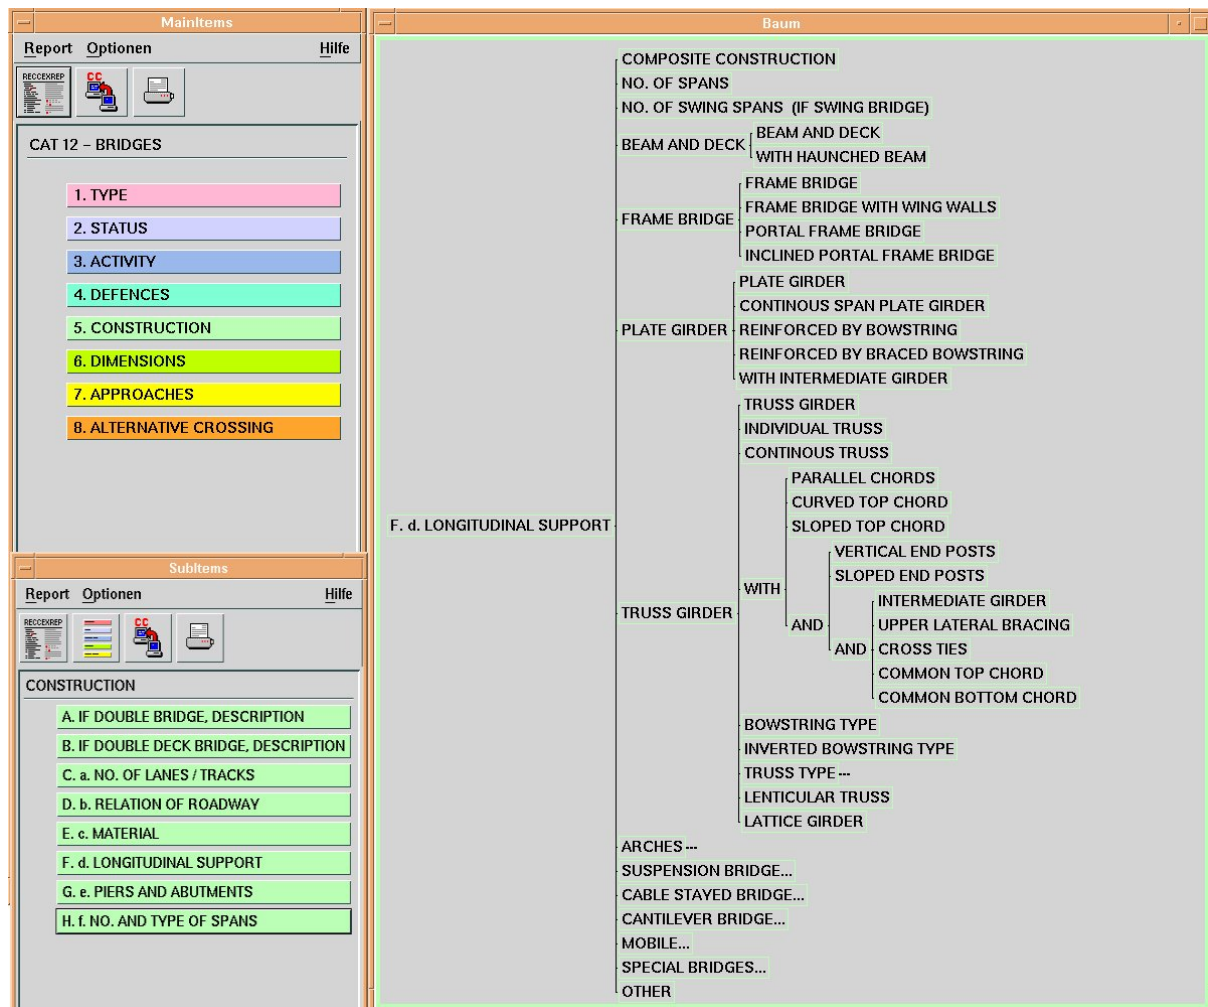 MainItems
Report Optionen Hilfe
RECCEXREP
CC
CAT 12 – BRIDGES
1. TYPE
2. STATUS
3. ACTIVITY
4. DEFENCES
5. CONSTRUCTION
6. DIMENSIONS
7. APPROACHES
8. ALTERNATIVE CROSSING
SubItems
Report Optionen Hilfe
RECCEXREP
CC
CONSTRUCTION
A. IF DOUBLE BRIDGE, DESCRIPTION
B. IF DOUBLE DECK BRIDGE, DESCRIPTION
C. a. NO. OF LANES / TRACKS
D. b. RELATION OF ROADWAY
E. c. MATERIAL
F. d. LONGITUDINAL SUPPORT
G. e. PIERS AND ABUTMENTS
H. f. NO. AND TYPE OF SPANS
Baum
F. d. LONGITUDINAL SUPPORT
COMPOSITE CONSTRUCTION
NO. OF SPANS
NO. OF SWING SPANS (IF SWING BRIDGE)
BEAM AND DECK
BEAM AND DECK
WITH HAUNCHED BEAM
FRAME BRIDGE
FRAME BRIDGE
FRAME BRIDGE WITH WING WALLS
PORTAL FRAME BRIDGE
INCLINED PORTAL FRAME BRIDGE
PLATE GIRDER
PLATE GIRDER
CONTINOUS SPAN PLATE GIRDER
REINFORCED BY BOWSTRING
REINFORCED BY BRACED BOWSTRING
WITH INTERMEDIATE GIRDER
TRUSS GIRDER
TRUSS GIRDER
INDIVIDUAL TRUSS
CONTINOUS TRUSS
WITH
PARALLEL CHORDS
CURVED TOP CHORD
SLOPED TOP CHORD
AND
VERTICAL END POSTS
SLOPED END POSTS
AND
INTERMEDIATE GIRDER
UPPER LATERAL BRACING
CROSS TIES
COMMON TOP CHORD
COMMON BOTTOM CHORD
BOWSTRING TYPE
INVERTED BOWSTRING TYPE
TRUSS TYPE ---
LENTICULAR TRUSS
LATTICE GIRDER
ARCHES ---
SUSPENSION BRIDGE...
CABLE STAYED BRIDGE...
CANTILEVER BRIDGE...
MOBILE...
SPECIAL BRIDGES...
OTHER